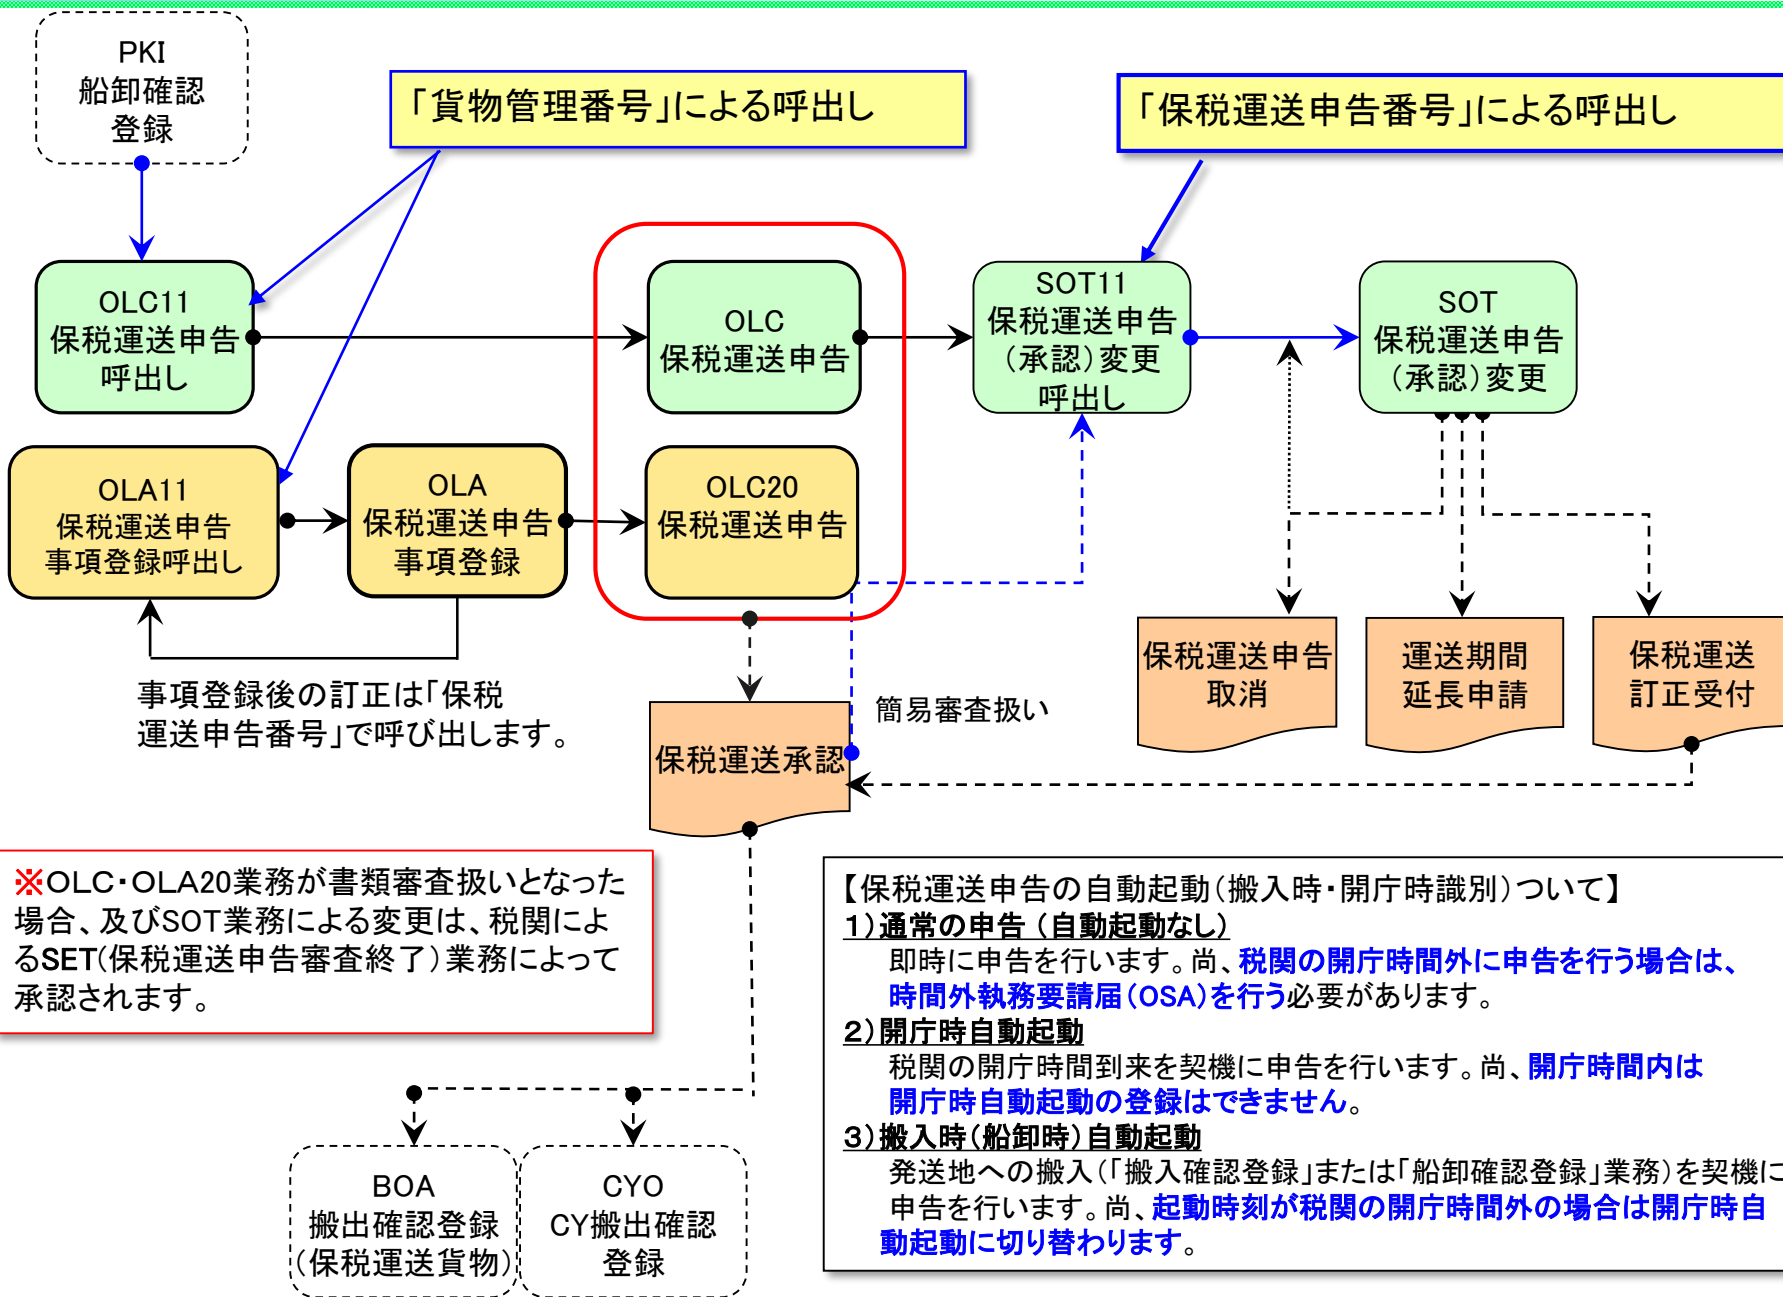 PKI
船卸確認
登録
「貨物管理番号」による呼出し
「保税運送申告番号」による呼出し
OLC11
保税運送申告
呼出し
OLC
保税運送申告
SOT11
保税運送申告
（承認）変更
呼出し
SOT
保税運送申告
（承認）変更
OLA11
保税運送申告
事項登録呼出し
OLA
保税運送申告
事項登録
OLC20
保税運送申告
事項登録後の訂正は「保税
運送申告番号」で呼び出します。
保税運送承認
簡易審査扱い
保税運送申告
取消
運送期間
延長申請
保税運送
訂正受付
※OLC・OLA20業務が書類審査扱いとなった
場合、及びSOT業務による変更は、税関によ
るSET(保税運送申告審査終了）業務によって
承認されます。
【保税運送申告の自動起動（搬入時・開庁時識別）ついて】
１）通常の申告（自動起動なし）
即時に申告を行います。尚、税関の開庁時間外に申告を行う場合は、
時間外執務要請届（OSA）を行う必要があります。
２）開庁時自動起動
税関の開庁時間到来を契機に申告を行います。尚、開庁時間内は
開庁時自動起動の登録はできません。
３）搬入時（船卸時）自動起動
発送地への搬入（「搬入確認登録」または「船卸確認登録」業務）を契機に
申告を行います。尚、起動時刻が税関の開庁時間外の場合は開庁時自
動起動に切り替わります。
BOA
搬出確認登録
（保税運送貨物）
CYO
CY搬出確認
登録